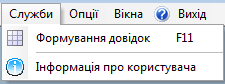 Служби Опції Вікна ? Вихід
Формування довідок F11
Інформація про користувача